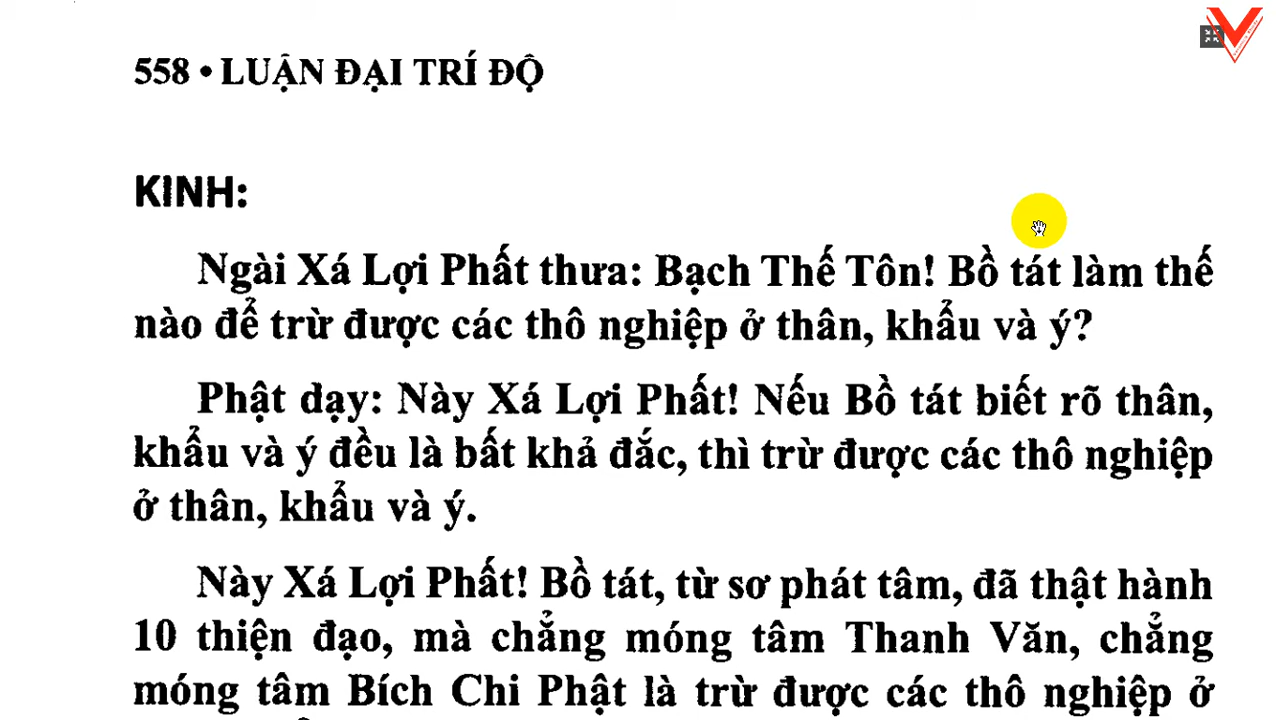 558 • LUẬN ĐẠI TRÍ ĐỘ
KINH:
Ngài Xá Lợi Phất thưa: Bạch Thế Tôn! Bồ tát làm thế
nào để trừ được các thô nghiệp ở thân, khẩu và ý?
Phật dạy: Này Xá Lợi Phất! Nếu Bồ tát biết rõ thân,
khẩu và ý đều là bất khả đắc, thì trừ được các thô nghiệp
ở thân, khẩu và ý.
Này Xá Lợi Phất! Bồ tát, từ sơ phát tâm, đã thật hành
10 thiện đạo, mà chẳng móng tâm Thanh Văn, chẳng
móng tâm Bích Chi Phật là trừ được các thô nghiệp ở